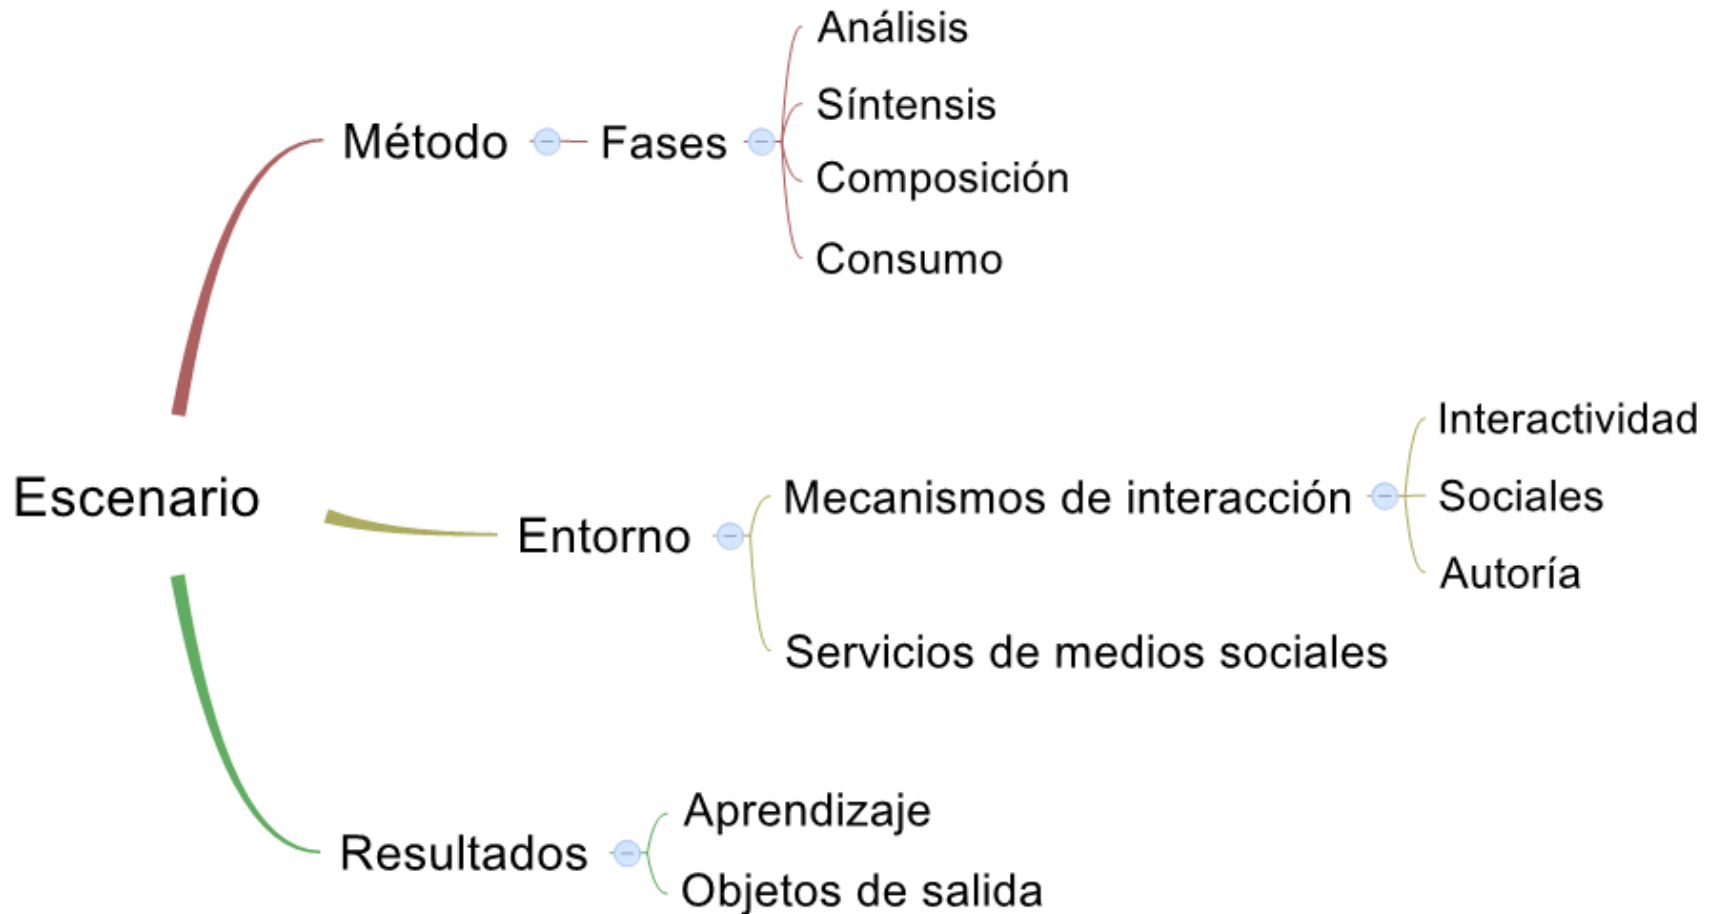 Análisis
Síntensis
Método
Fases
Composición
Consumo
Interactividad
Escenario
Mecanismos de interacción
Sociales
Entorno
Autoría
Servicios de medios sociales
Aprendizaje
Resultados
Objetos de salida